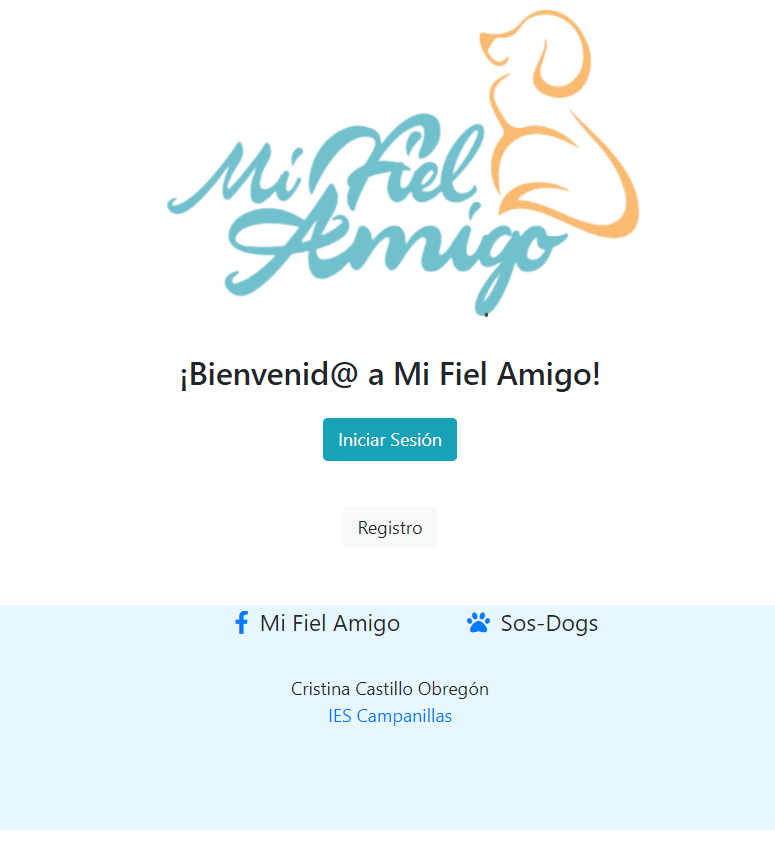 Mi Fiel
Amigo
¡Bienvenid@ a Mi Fiel Amigo!
Iniciar Sesión
Registro
Mi Fiel Amigo
Sos-Dogs
Cristina Castillo Obregón
IES Campanillas